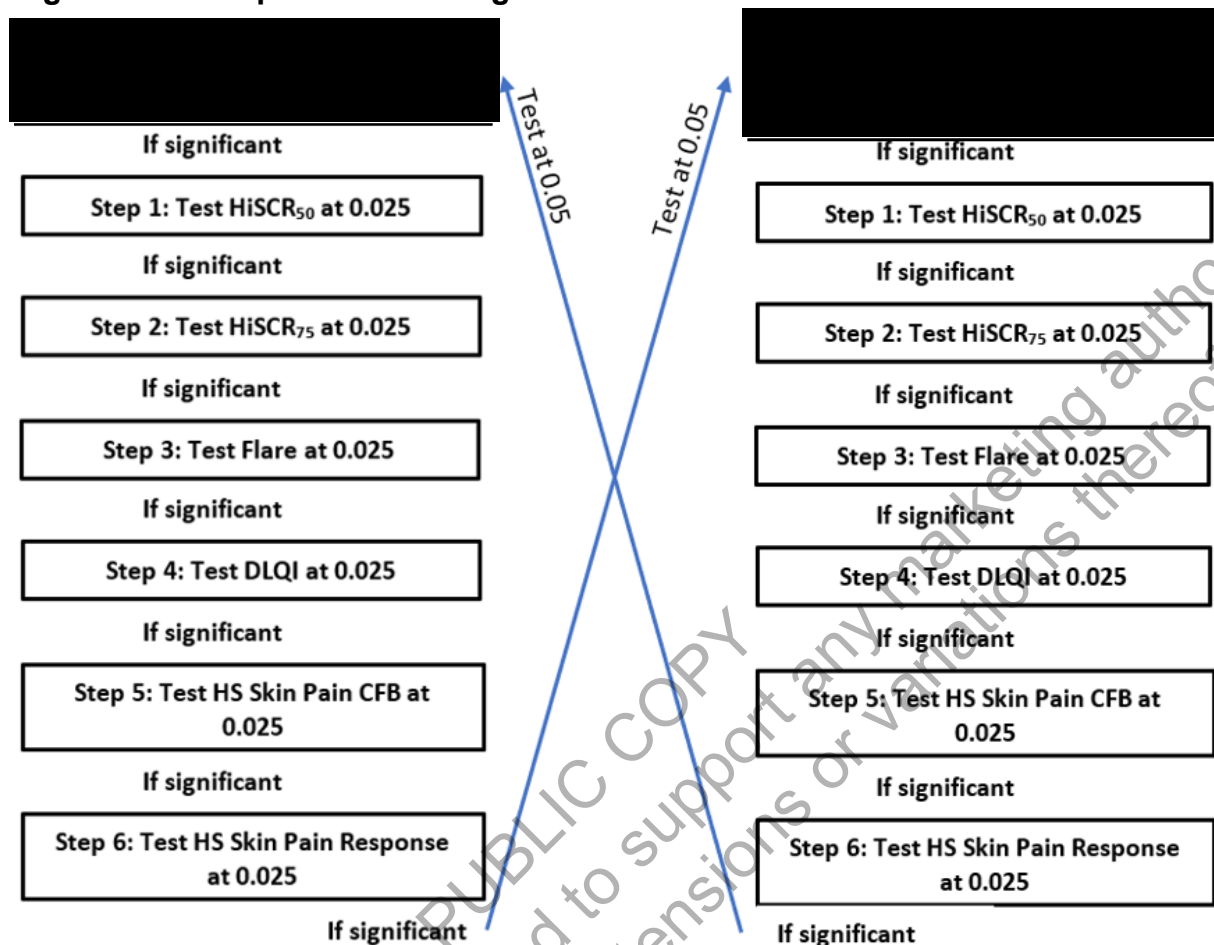 If significant
Step 1: Test HiSCR₅₀ at 0.025
If significant
Step 2: Test HiSCR₇₅ at 0.025
If significant
Step 3: Test Flare at 0.025
If significant
Step 4: Test DLQI at 0.025
If significant
Step 5: Test HS Skin Pain CFB at
0.025
If significant
Step 6: Test HS Skin Pain Response
at 0.025
If significant
Test at 0.05
Test at 0.05
If significant
Step 1: Test HiSCR₅₀ at 0.025
If significant
Step 2: Test HiSCR₇₅ at 0.025
If significant
Step 3: Test Flare at 0.025
If significant
Step 4: Test DLQI at 0.025
If significant
Step 5: Test HS Skin Pain CFB at
0.025
If significant
Step 6: Test HS Skin Pain Response
at 0.025
If significant
PUBLIC COPY
to support any marketing
or variations